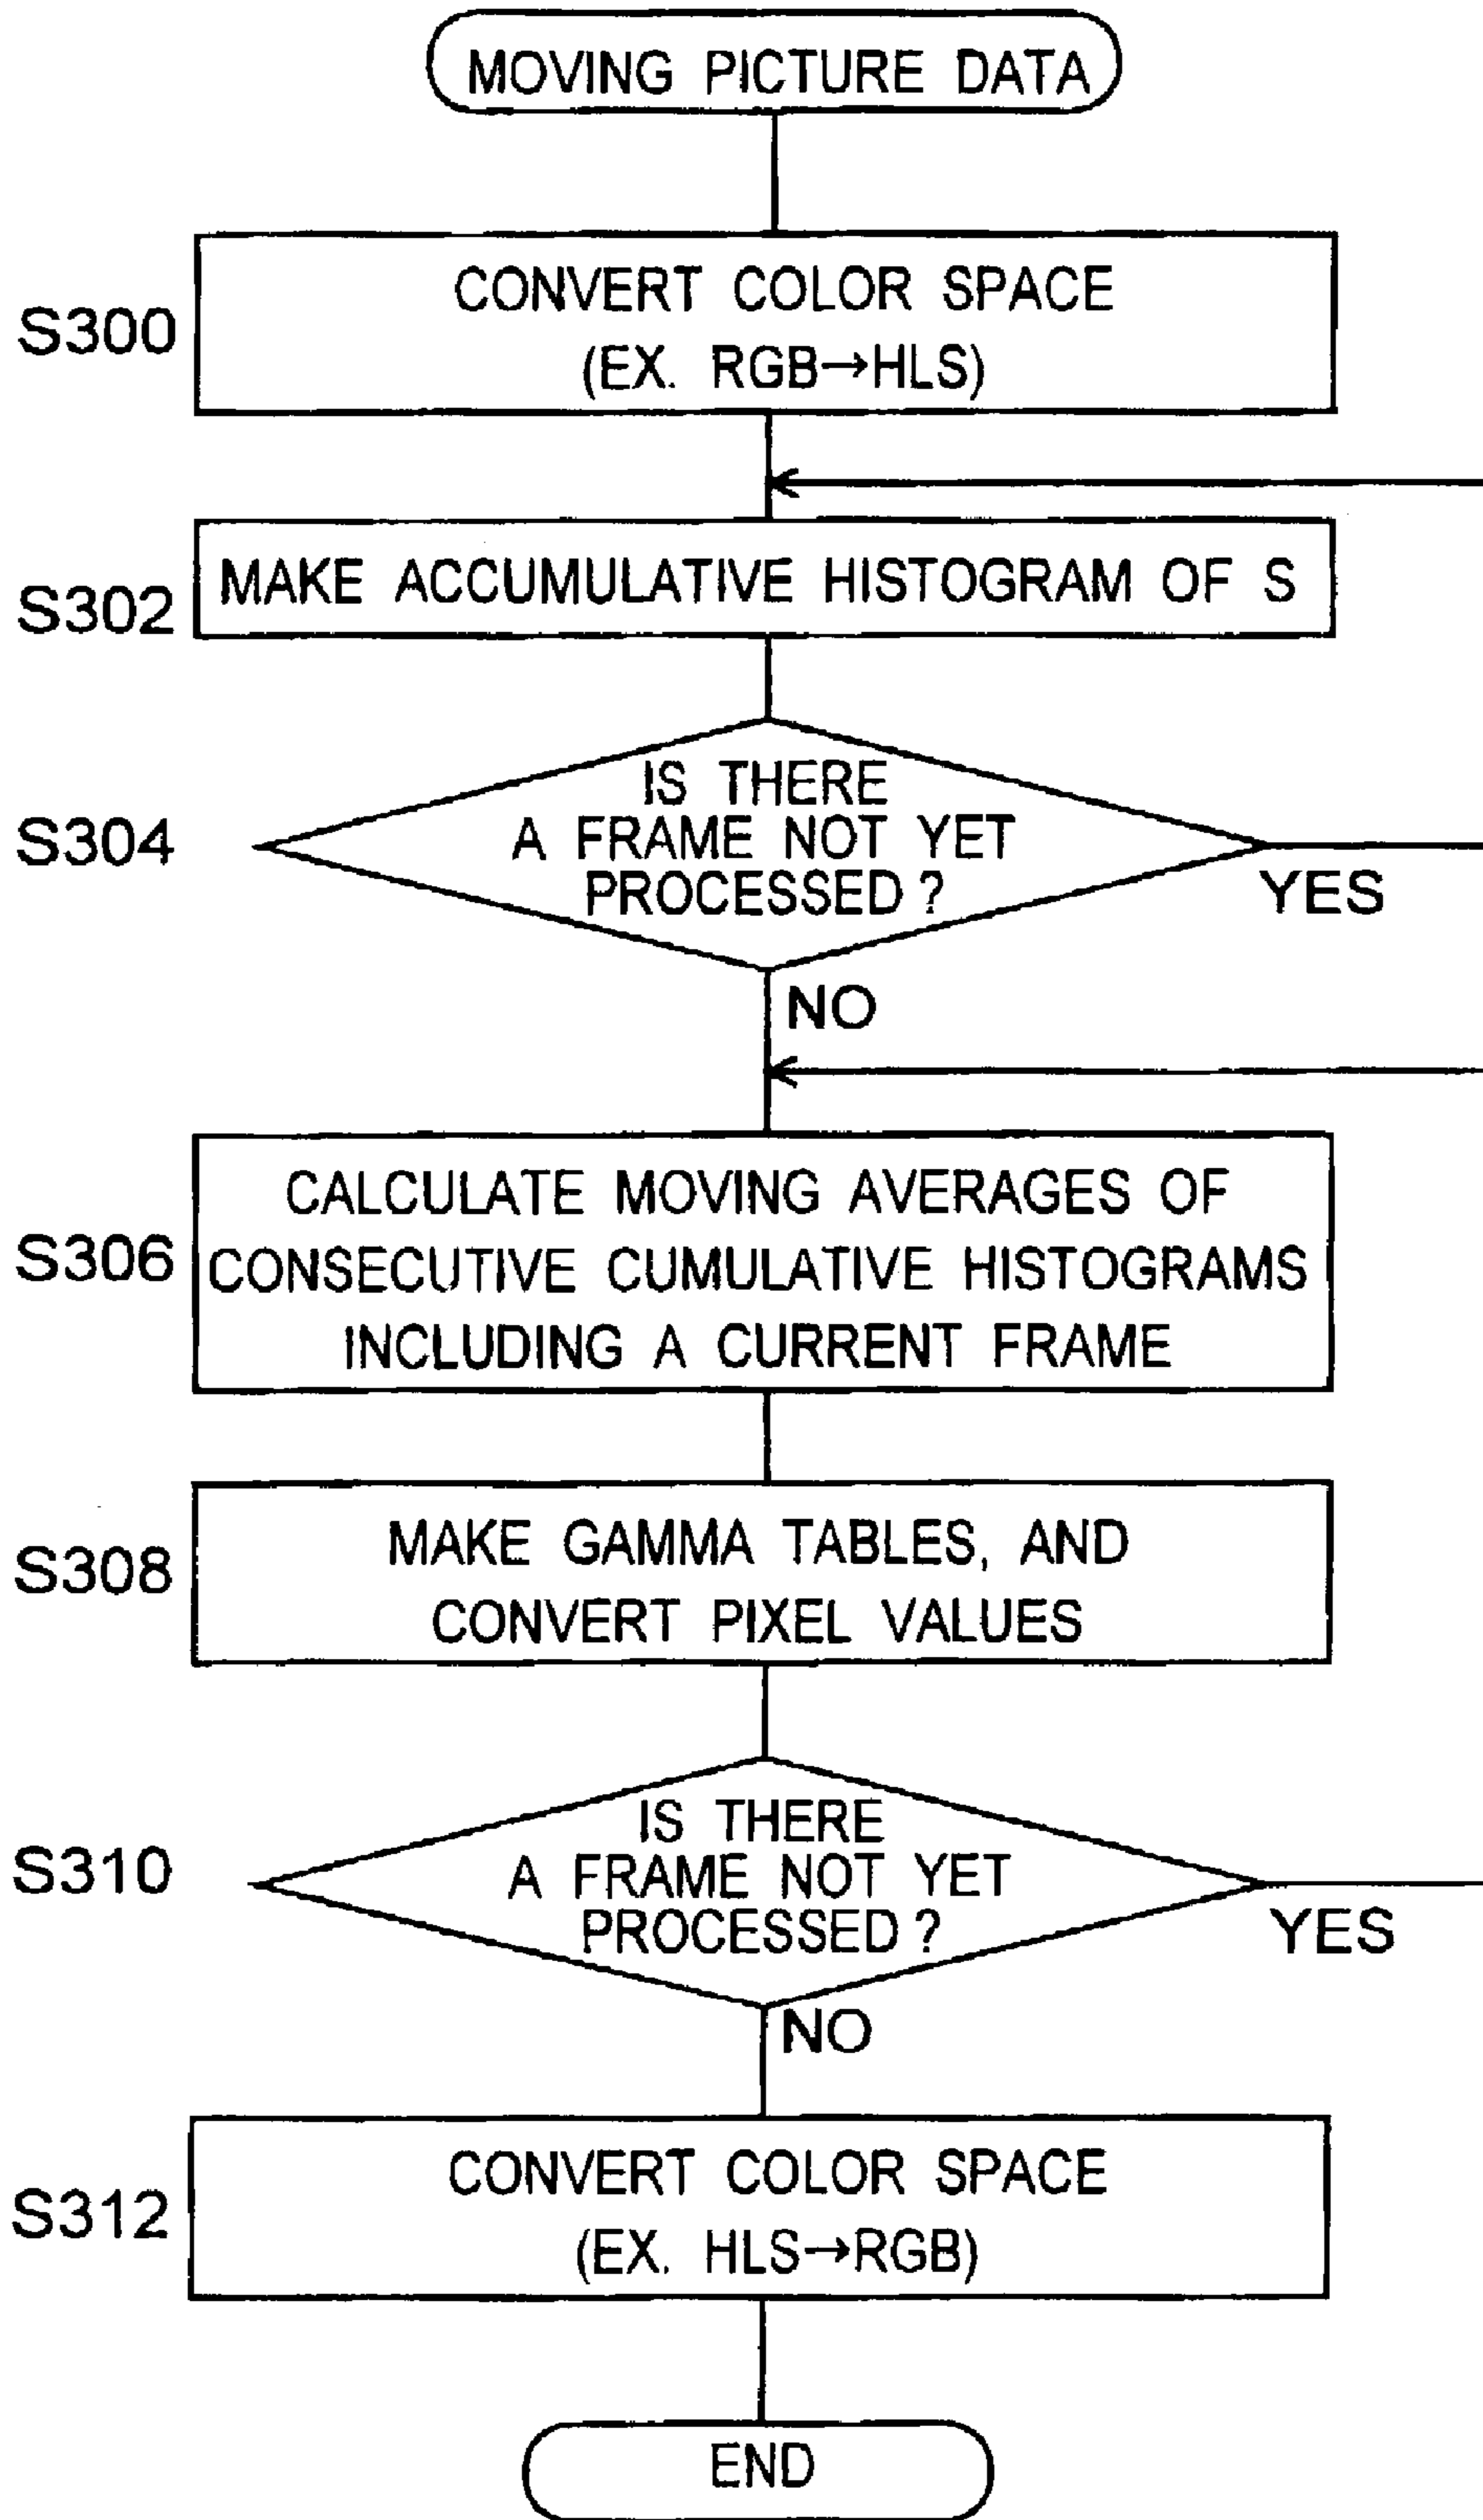 MOVING PICTURE DATA
S300
CONVERT COLOR SPACE
(EX. RGB→HLS)
S302
MAKE ACCUMULATIVE HISTOGRAM OF S
S304
IS THERE
A FRAME NOT YET
PROCESSED ?
YES
NO
S306
CALCULATE MOVING AVERAGES OF
CONSECUTIVE CUMULATIVE HISTOGRAMS
INCLUDING A CURRENT FRAME
S308
MAKE GAMMA TABLES, AND
CONVERT PIXEL VALUES
S310
IS THERE
A FRAME NOT YET
PROCESSED ?
YES
NO
S312
CONVERT COLOR SPACE
(EX. HLS→RGB)
END